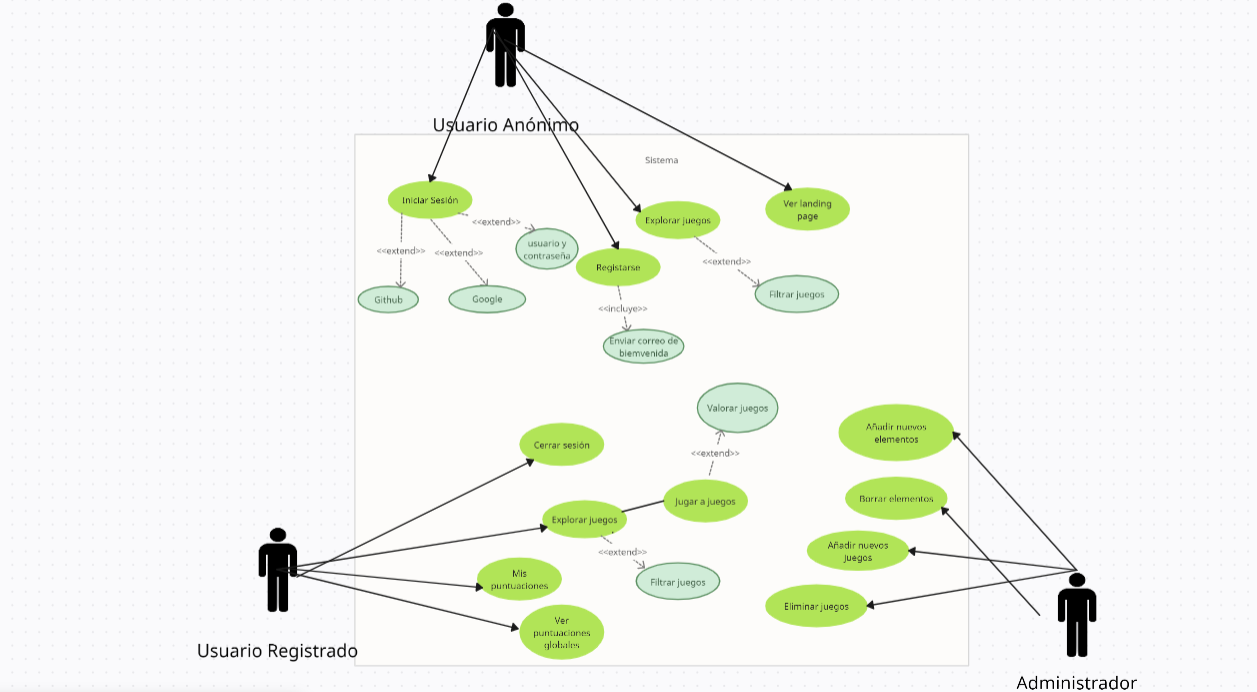 Usuario Anónimo
Sistema
Iniciar Sesión
<<extend>>
<<extend>>
<<extend>>
usuario y
contraseña
Github
Google
Registrarse
<<incluye>>
Enviar correo de
biemvenida
Explorar juegos
<<extend>>
Filtrar juegos
Ver landing
page
Valorar juegos
<<extend>>
Jugar a juegos
Cerrar sesión
Explorar juegos
<<extend>>
Filtrar juegos
Mis
puntuaciones
Ver
puntuaciones
globales
Usuario Registrado
Añadir nuevos
elementos
Borrar elementos
Añadir nuevos
juegos
Eliminar juegos
Administrador